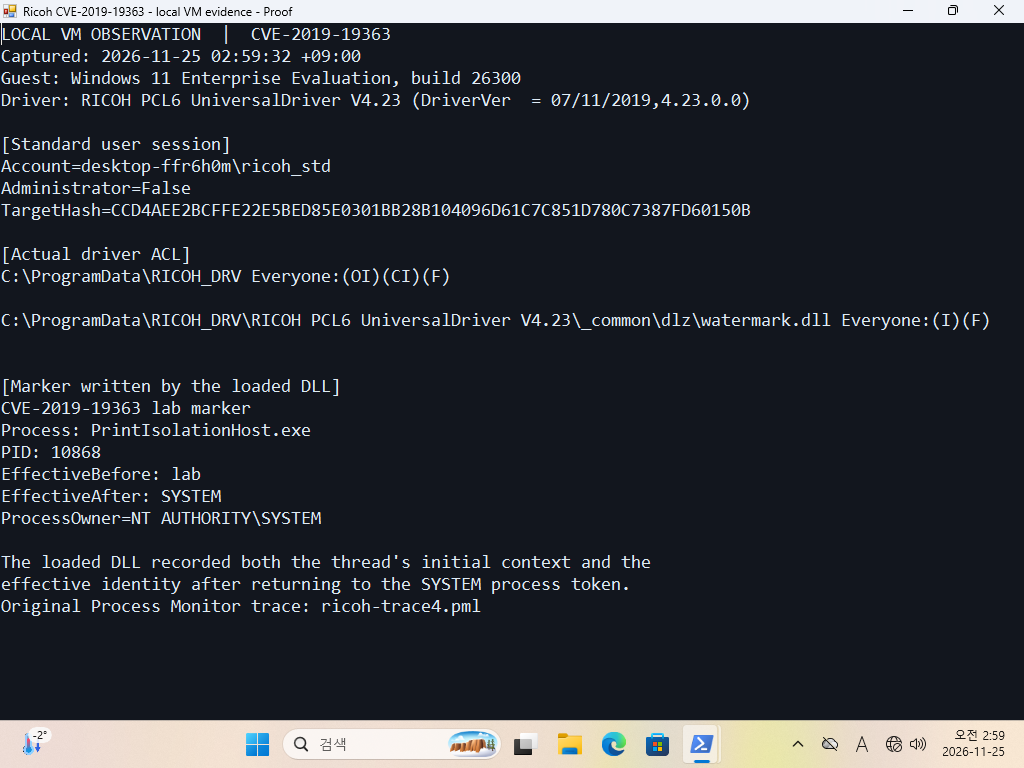 Ricoh CVE-2019-19363 - local VM evidence - Proof
LOCAL VM OBSERVATION | CVE-2019-19363
Captured: 2026-11-25 02:59:32 +09:00
Guest: Windows 11 Enterprise Evaluation, build 26300
Driver: RICOH PCL6 UniversalDriver V4.23 (DriverVer = 07/11/2019,4.23.0.0)
[Standard user session]
Account=desktop-ffr6h0m\ricoh_std
Administrator=False
TargetHash=CCD4AEE2BCFFE22E5BED85E0301BB28B104096D61C7C851D780C7387FD60150B
[Actual driver ACL]
C:\ProgramData\RICOH_DRV Everyone:(OI)(CI)(F)
C:\ProgramData\RICOH_DRV\RICOH PCL6 UniversalDriver V4.23\_common\dlz\watermark.dll Everyone:(I)(F)
[Marker written by the loaded DLL]
CVE-2019-19363 lab marker
Process: PrintIsolationHost.exe
PID: 10868
EffectiveBefore: lab
EffectiveAfter: SYSTEM
ProcessOwner=NT AUTHORITY\SYSTEM
The loaded DLL recorded both the thread's initial context and the
effective identity after returning to the SYSTEM process token.
Original Process Monitor trace: ricoh-trace4.pml
-2°
검색
A
오전 2:59
2026-11-25